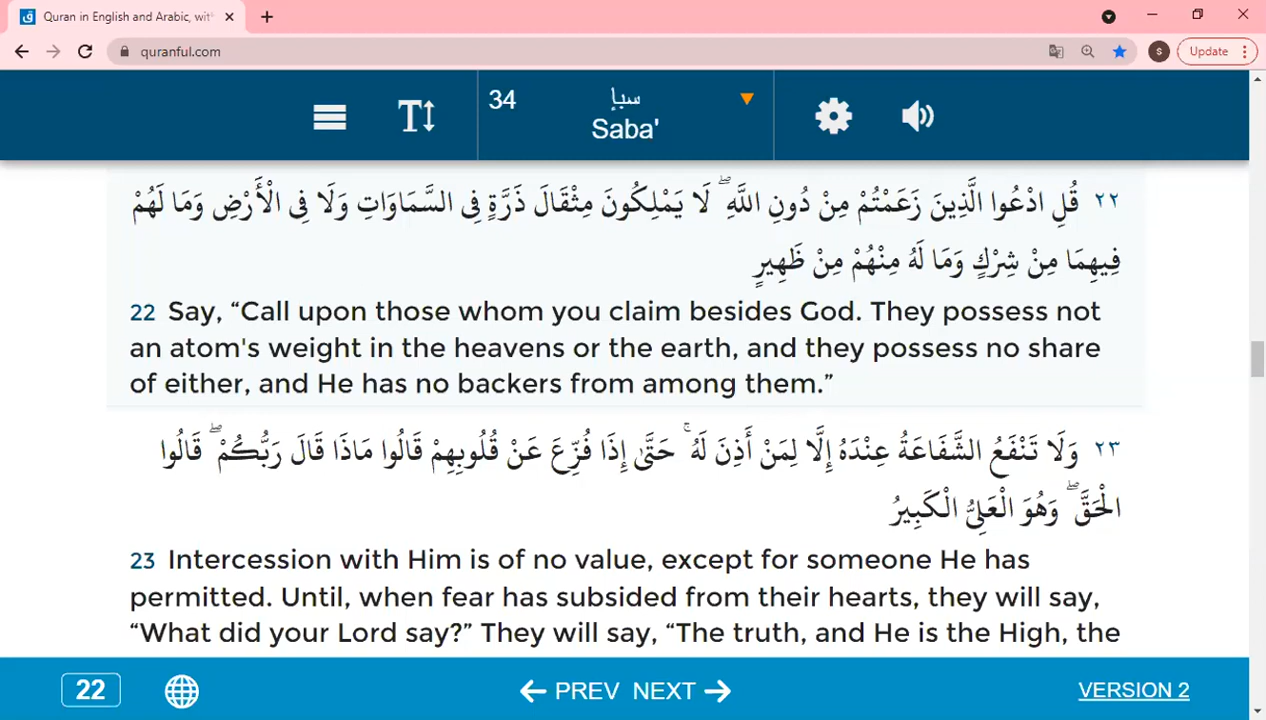 Quran in English and Arabic, wit
quranful.com
Update
34
سبإ
Saba'
٢٢ قُلِ ادْعُوا الَّذِينَ زَعَمْتُمْ مِنْ دُونِ اللَّهِ ۖ لَا يَمْلِكُونَ مِثْقَالَ ذَرَّةٍ فِى السَّمَاوَاتِ وَلَا فِى الْأَرْضِ وَمَا لَهُمْ
فِيهِمَا مِنْ شِرْكٍ وَمَا لَهُ مِنْهُمْ مِنْ ظَهِيرٍ
22 Say, “Call upon those whom you claim besides God. They possess not
an atom's weight in the heavens or the earth, and they possess no share
of either, and He has no backers from among them.”
٢٣ وَلَا تَنْفَعُ الشَّفَاعَةُ عِنْدَهُ إِلَّا لِمَنْ أَذِنَ لَهُ ۚ حَتَّىٰ إِذَا فُزِّعَ عَنْ قُلُوبِهِمْ قَالُوا مَاذَا قَالَ رَبُّكُمْ ۖ قَالُوا
الْحَقَّ ۖ وَهُوَ الْعَلِىُّ الْكَبِيرُ
23 Intercession with Him is of no value, except for someone He has
permitted. Until, when fear has subsided from their hearts, they will say,
“What did your Lord say?” They will say, “The truth, and He is the High, the
22
PREV NEXT
VERSION 2